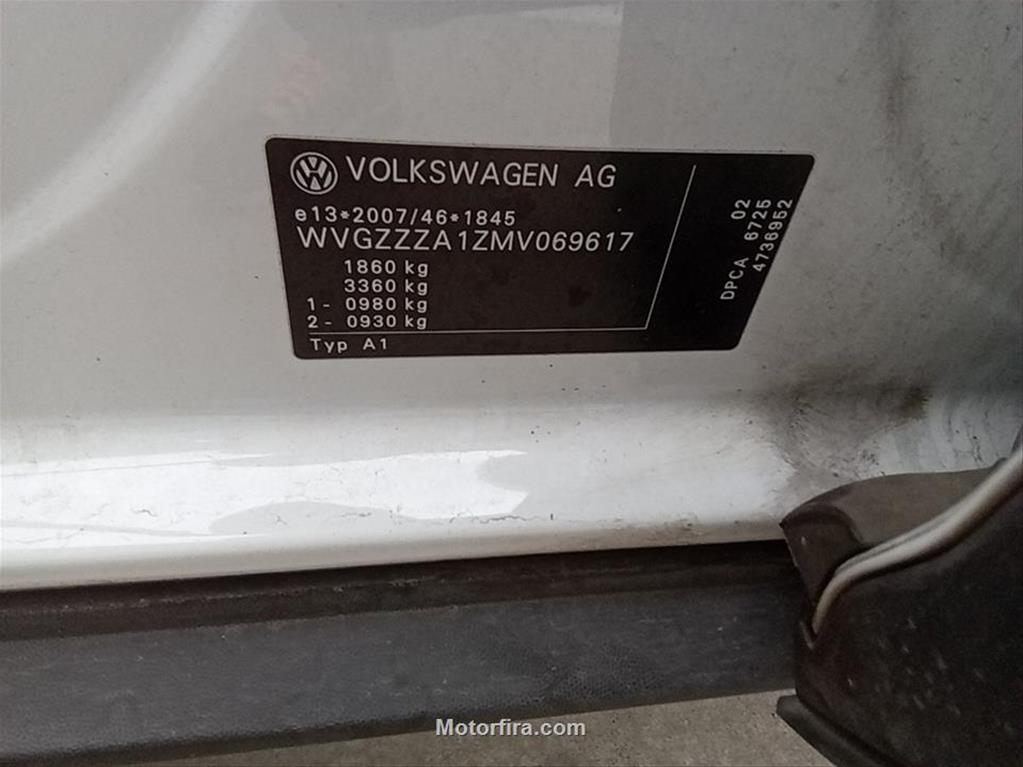 VOLKSWAGEN AG
e13*2007/46*1845
WVGZZZA1ZMV069617
1860 kg
3360 kg
1- 0980 kg
2- 0930 kg
Typ A1
02
DPCA 6725
4736952
Motorfira.com